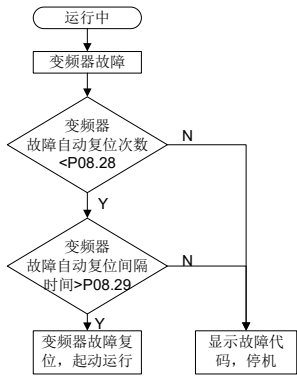 运行中
变频器故障
变频器
故障自动复位次数
<P08.28
N
Y
变频器
故障自动复位间隔
时间>P08.29
N
Y
变频器故障复
位，起动运行
显示故障代
码，停机